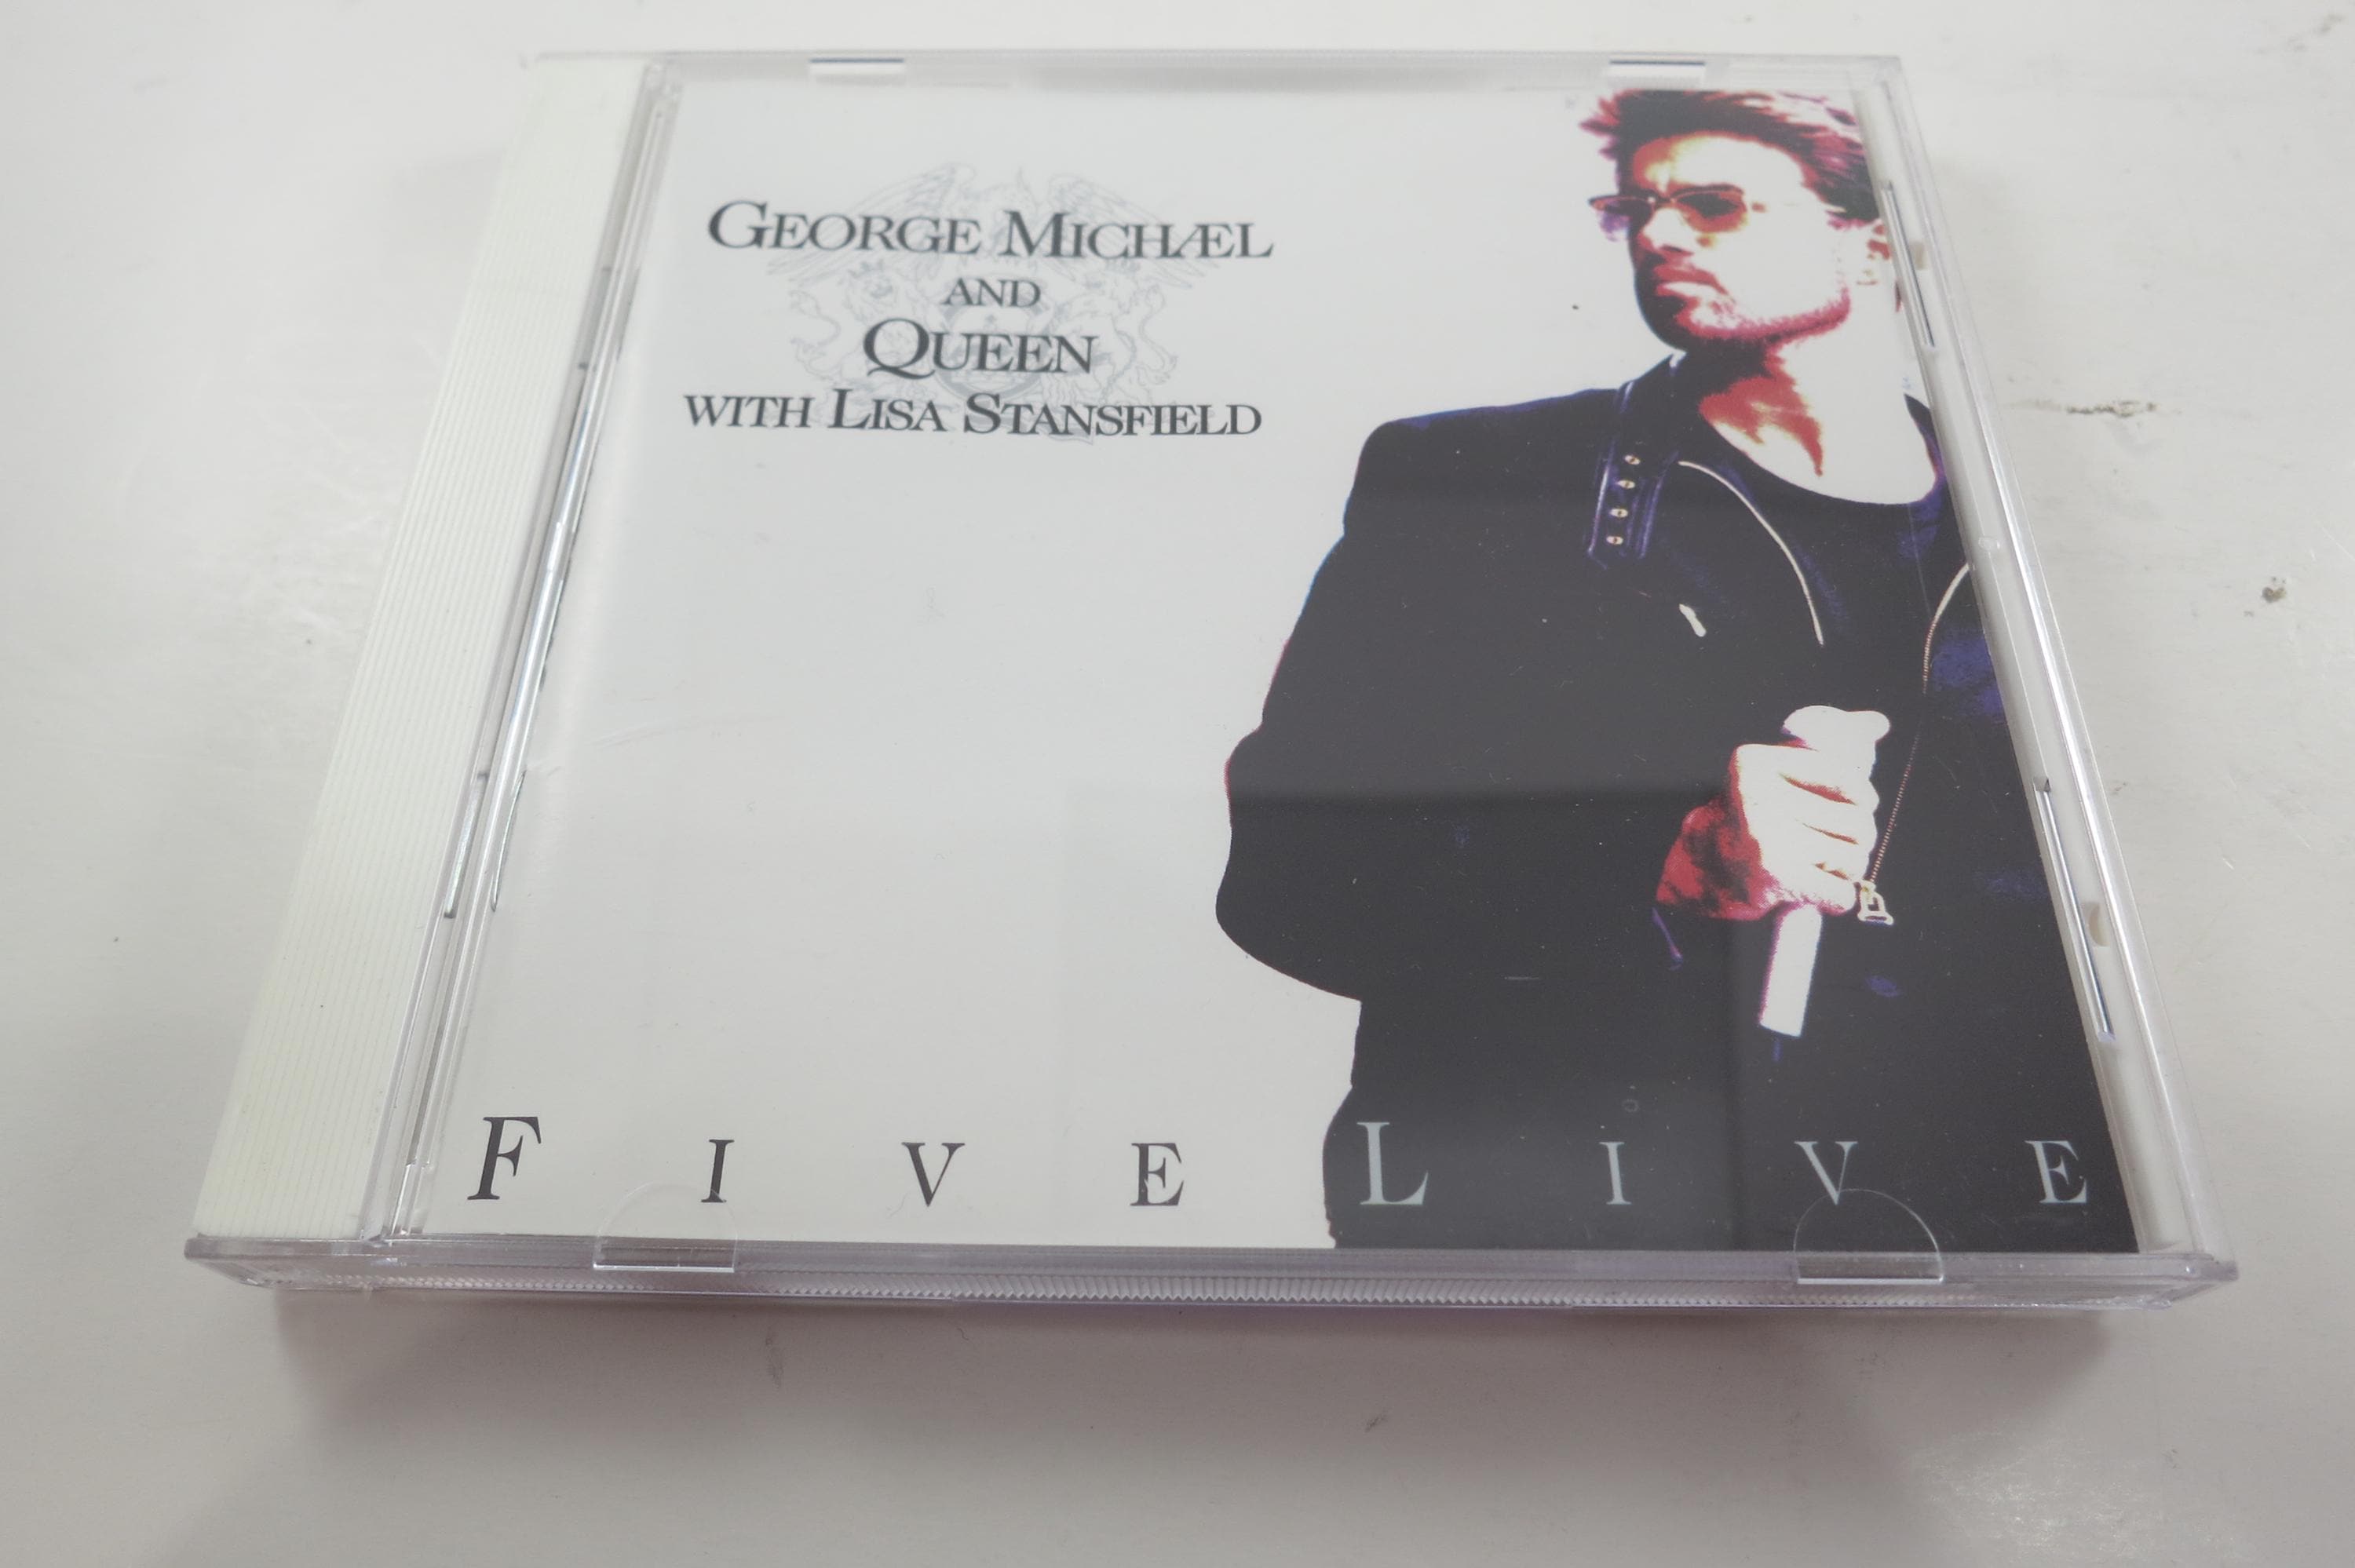 GEORGE MICHÆL
AND
QUEEN
WITH LISA STANSFIELD
FIVE LIVE